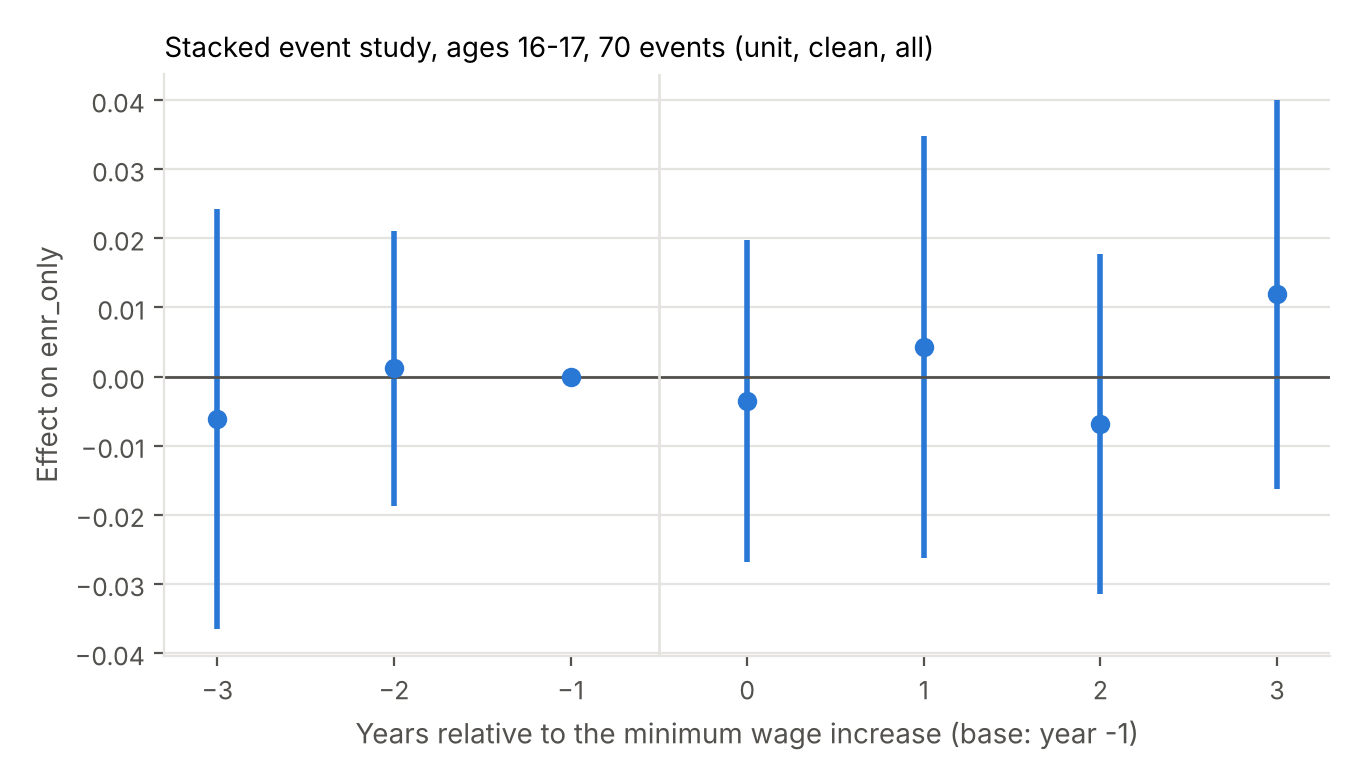 Stacked event study, ages 16-17, 70 events (unit, clean, all)
Effect on enr_only
0.04
0.03
0.02
0.01
0.00
−0.01
−0.02
−0.03
−0.04
−3 −2 −1 0 1 2 3
Years relative to the minimum wage increase (base: year -1)